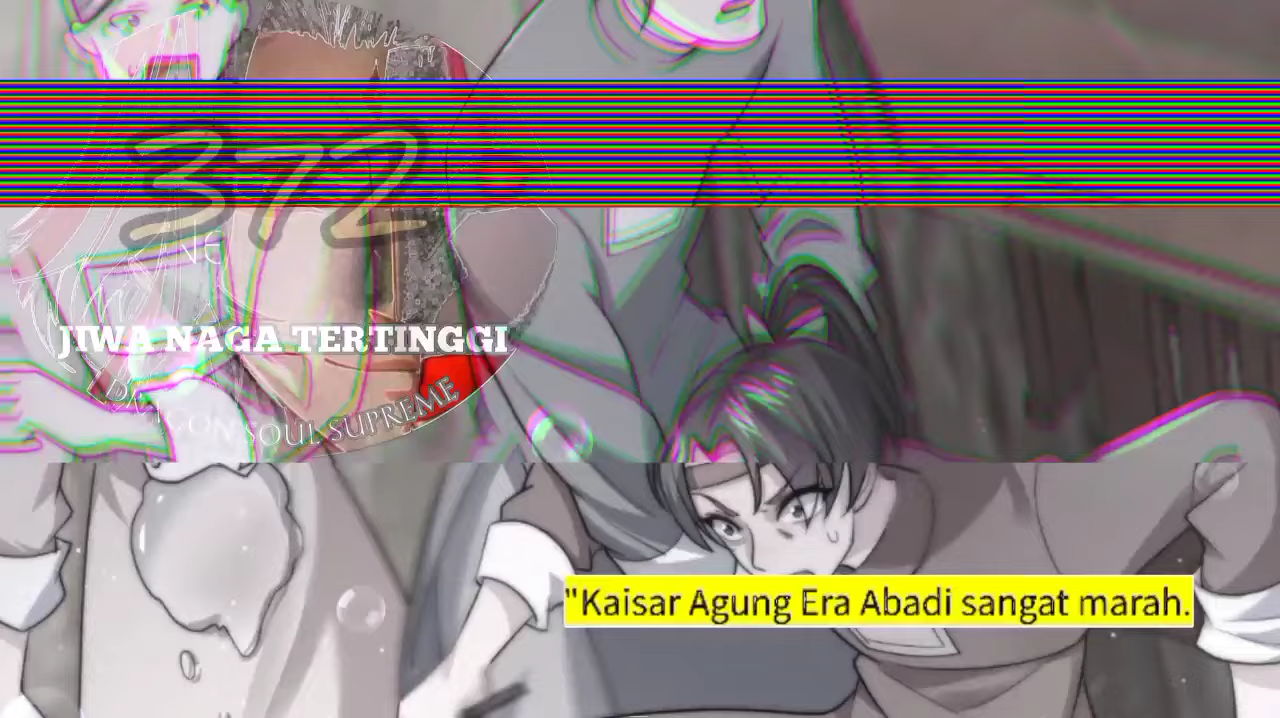 372
JIWA NAGA TERTINGGI
DRAGON SOUL SUPREME
"Kaisar Agung Era Abadi sangat marah.